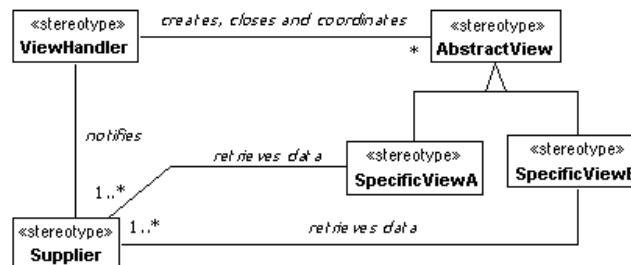 «stereotype»
ViewHandler
creates, closes and coordinates
*
«stereotype»
AbstractView
notifies
retrieves data
«stereotype»
SpecificViewA
«stereotype»
SpecificViewB
1..*
1..*
«stereotype»
Supplier
retrieves data